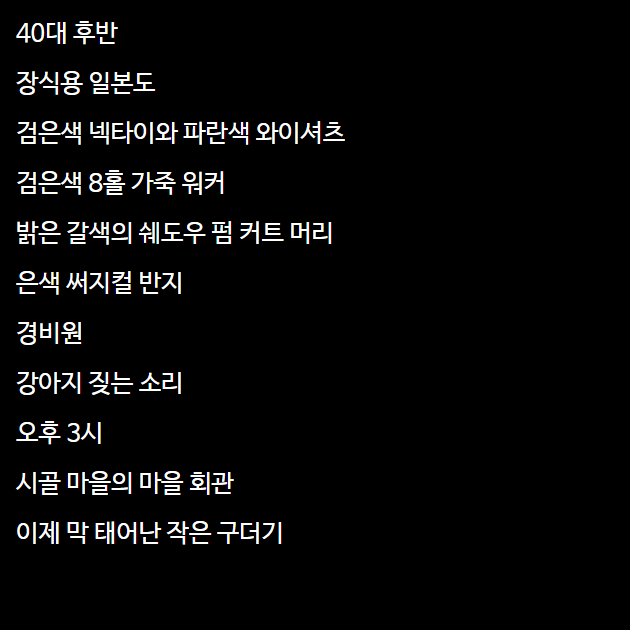 40대 후반
장식용 일본도
검은색 넥타이와 파란색 와이셔츠
검은색 8홀 가죽 워커
밝은 갈색의 쉐도우 펌 커트 머리
은색 써지컬 반지
경비원
강아지 짖는 소리
오후 3시
시골 마을의 마을 회관
이제 막 태어난 작은 구더기